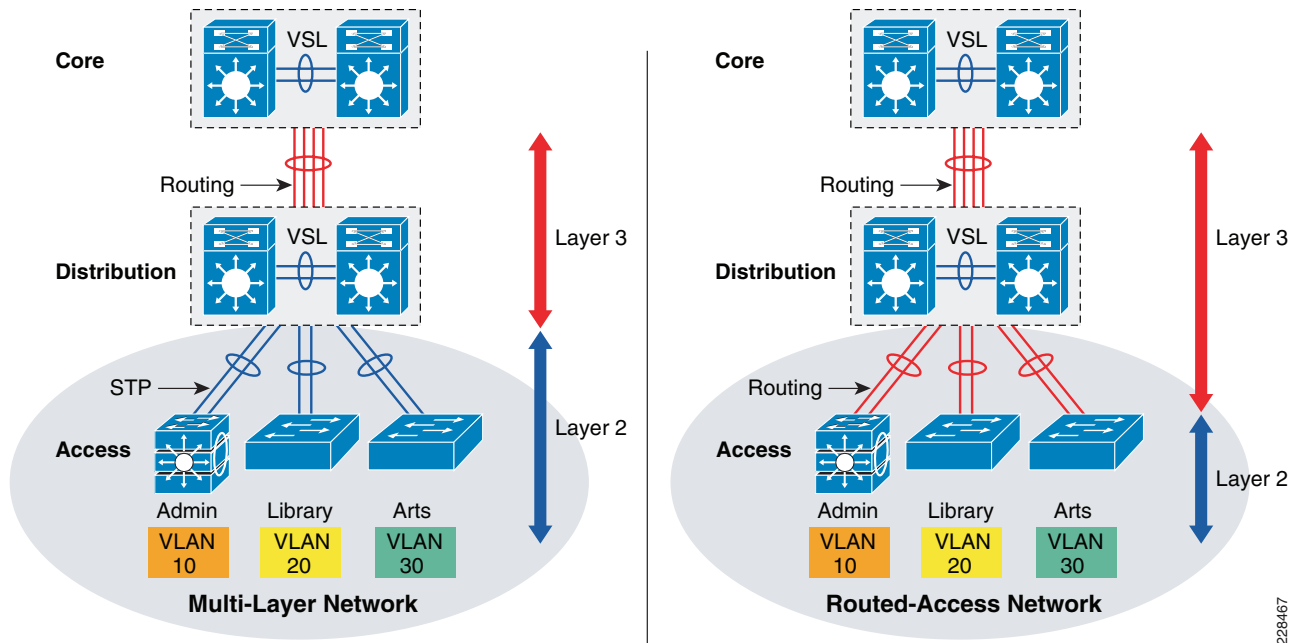 VSL
Core
Routing
Layer 3
VSL
Distribution
STP
Layer 2
Access
Admin
Library
Arts
VLAN
10
VLAN
20
VLAN
30
Multi-Layer Network
VSL
Core
Routing
Layer 3
VSL
Distribution
Routing
Access
Layer 2
Admin
Library
Arts
VLAN
10
VLAN
20
VLAN
30
Routed-Access Network
228467